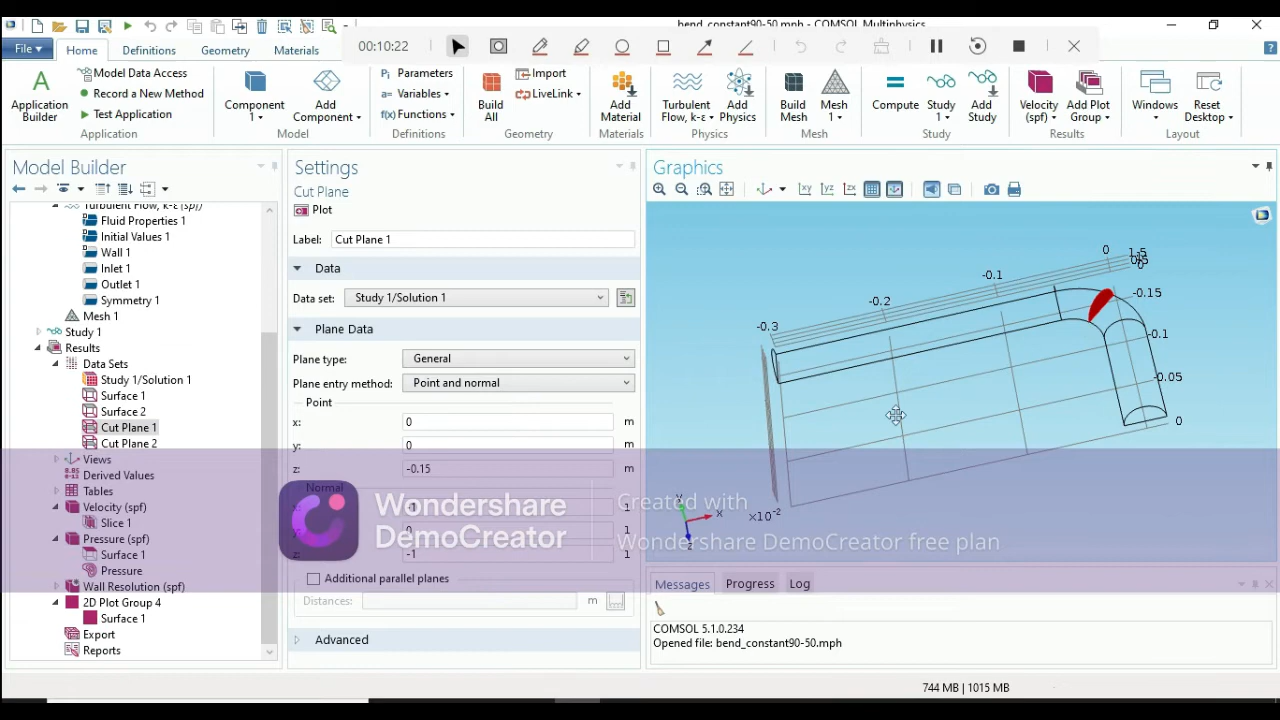 bend_constant90-50.mph - COMSOL Multiphysics
00:10:22
File
Home
Definitions
Geometry
Materials
Application Builder
Model Data Access
Record a New Method
Test Application
Application
Component 1
Add Component
Model
Pi Parameters
a= Variables
f(x) Functions
Definitions
Build All
Import
LiveLink
Geometry
Add Material
Materials
Turbulent Flow, k-ε
Add Physics
Physics
Build Mesh
Mesh 1
Mesh
Compute
Study 1
Add Study
Study
Velocity (spf)
Add Plot Group
Results
Windows
Reset Desktop
Layout
Model Builder
Turbulent Flow, k-ε (spf)
Fluid Properties 1
Initial Values 1
Wall 1
Inlet 1
Outlet 1
Symmetry 1
Mesh 1
Study 1
Results
Data Sets
Study 1/Solution 1
Surface 1
Surface 2
Cut Plane 1
Cut Plane 2
Views
Derived Values
Tables
Velocity (spf)
Slice 1
Pressure (spf)
Surface 1
Pressure
Wall Resolution (spf)
2D Plot Group 4
Surface 1
Export
Reports
Settings
Cut Plane
Plot
Label: Cut Plane 1
Data
Data set: Study 1/Solution 1
Plane Data
Plane type: General
Plane entry method: Point and normal
Point
x: 0 m
y: 0 m
z: -0.15 m
Normal
-1 1
0 1
z: -1 1
Additional parallel planes
Distances: m
Advanced
Graphics
xy yz zx
0
-0.1
-0.2
-0.3
-0.15
-0.1
-0.05
0
y
x
z
×10⁻²
Wondershare
DemoCreator
Created with
Wondershare DemoCreator free plan
Messages
Progress
Log
COMSOL 5.1.0.234
Opened file: bend_constant90-50.mph
744 MB | 1015 MB